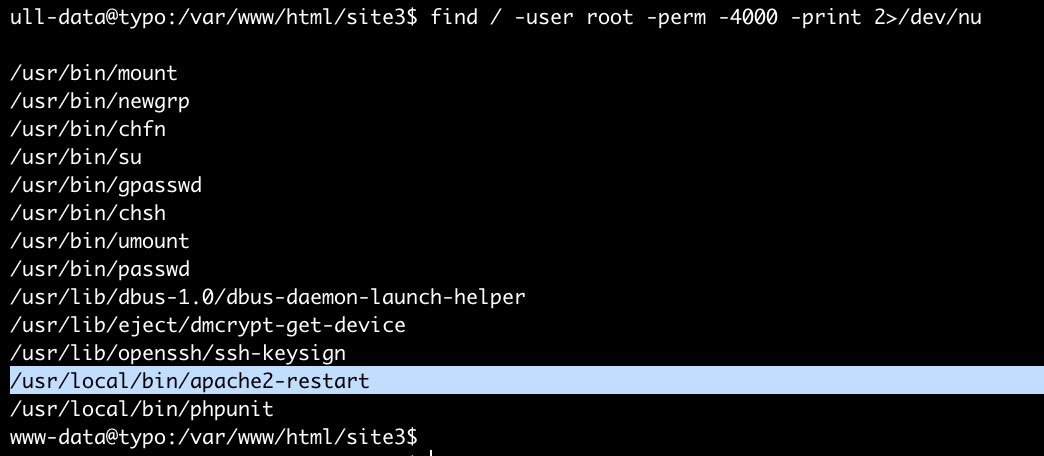 ull-data@typo:/var/www/html/site3$ find / -user root -perm -4000 -print 2>/dev/nu
/usr/bin/mount
/usr/bin/newgrp
/usr/bin/chfn
/usr/bin/su
/usr/bin/gpasswd
/usr/bin/chsh
/usr/bin/umount
/usr/bin/passwd
/usr/lib/dbus-1.0/dbus-daemon-launch-helper
/usr/lib/eject/dmcrypt-get-device
/usr/lib/openssh/ssh-keysign
/usr/local/bin/apache2-restart
/usr/local/bin/phpunit
www-data@typo:/var/www/html/site3$